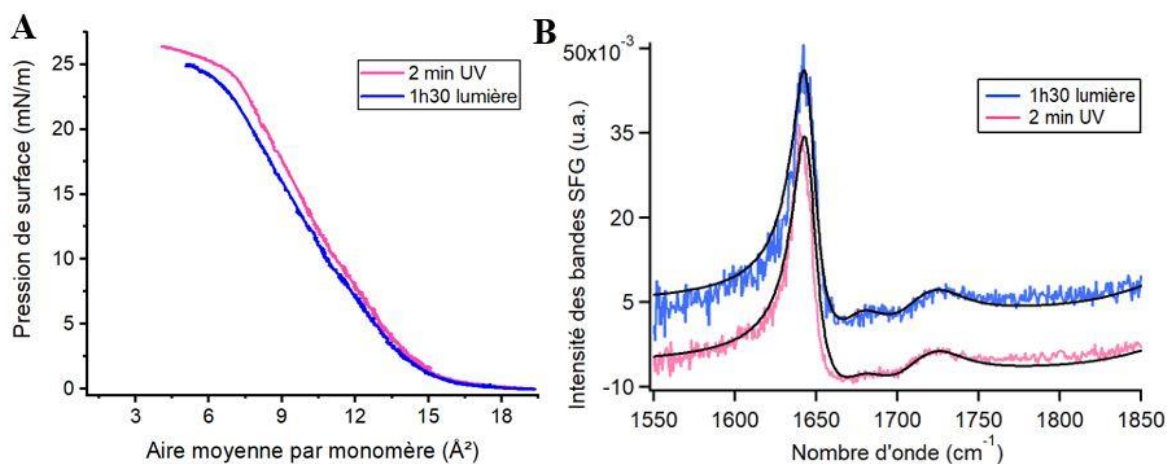 A
Pression de surface (mN/m)
25
20
15
10
5
0
3
6
9
12
15
18
Aire moyenne par monomère (Å²)
2 min UV
1h30 lumière
B
Intensité des bandes SFG (u.a.)
50x10⁻³
35
20
5
-10
1550
1600
1650
1700
1750
1800
1850
Nombre d'onde (cm⁻¹)
1h30 lumière
2 min UV